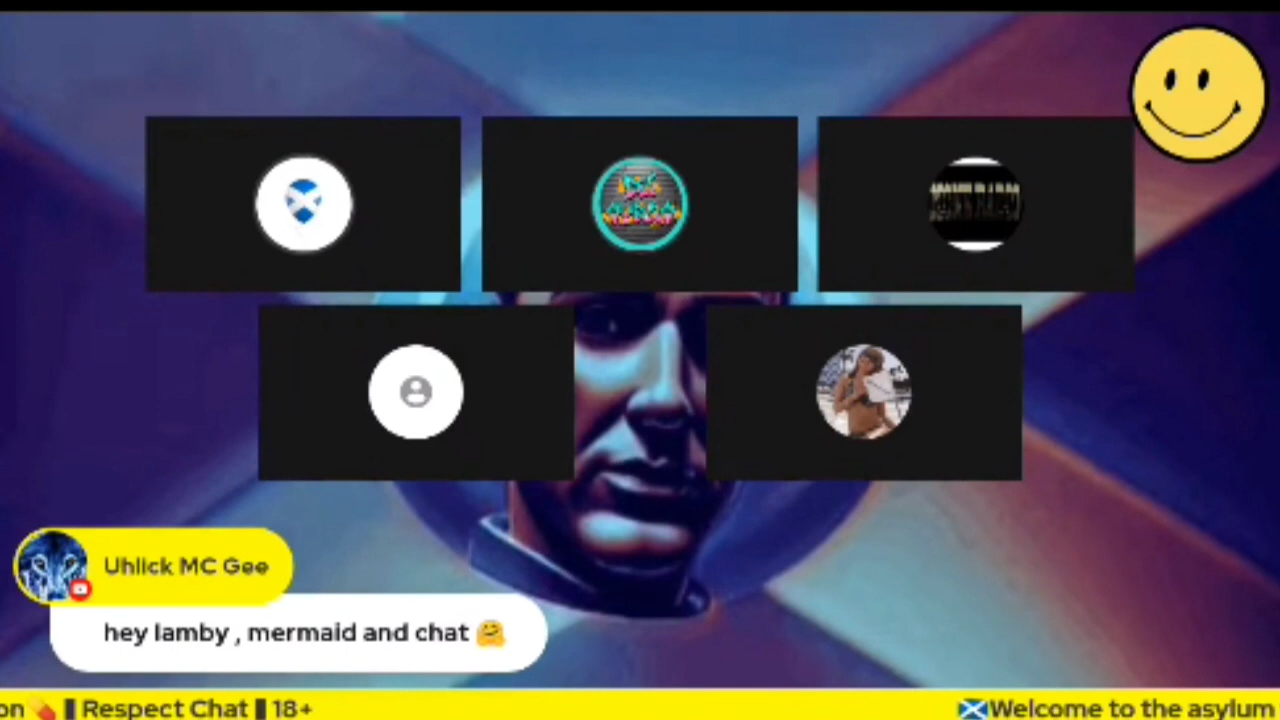 Uhlick MC Gee
hey lamby , mermaid and chat 🤗
on 💊 ▮ Respect Chat ▮ 18+
🏴󠁧󠁢󠁳󠁣󠁴󠁿Welcome to the asylum